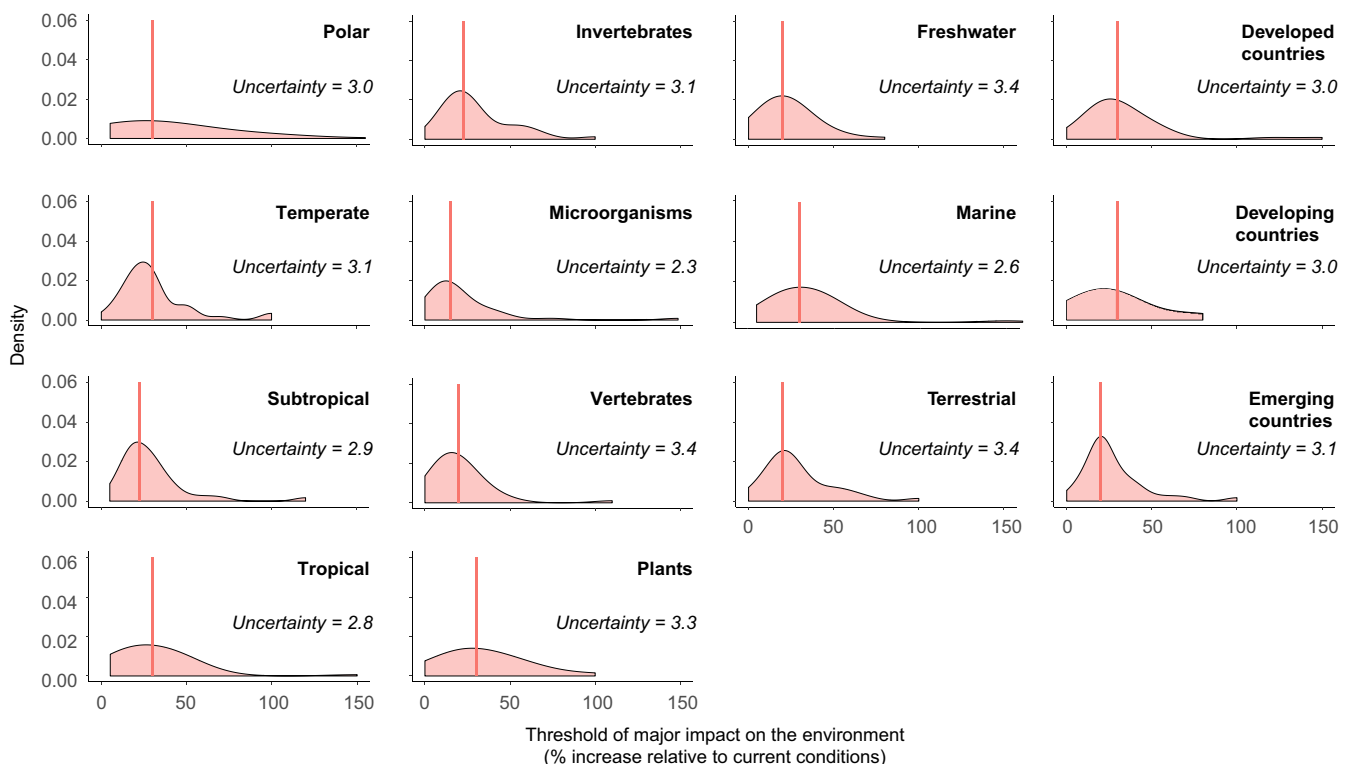 0.06
0.04
0.02
0.00
Polar
Uncertainty = 3.0
Invertebrates
Uncertainty = 3.1
Freshwater
Uncertainty = 3.4
Developed
countries
Uncertainty = 3.0
0.06
0.04
0.02
0.00
Temperate
Uncertainty = 3.1
Microorganisms
Uncertainty = 2.3
Marine
Uncertainty = 2.6
Developing
countries
Uncertainty = 3.0
Density
0.06
0.04
0.02
0.00
Subtropical
Uncertainty = 2.9
Vertebrates
Uncertainty = 3.4
Terrestrial
Uncertainty = 3.4
0 50 100 150
Emerging
countries
Uncertainty = 3.1
0 50 100 150
0.06
0.04
0.02
0.00
Tropical
Uncertainty = 2.8
0 50 100 150
Plants
Uncertainty = 3.3
0 50 100 150
Threshold of major impact on the environment
(% increase relative to current conditions)